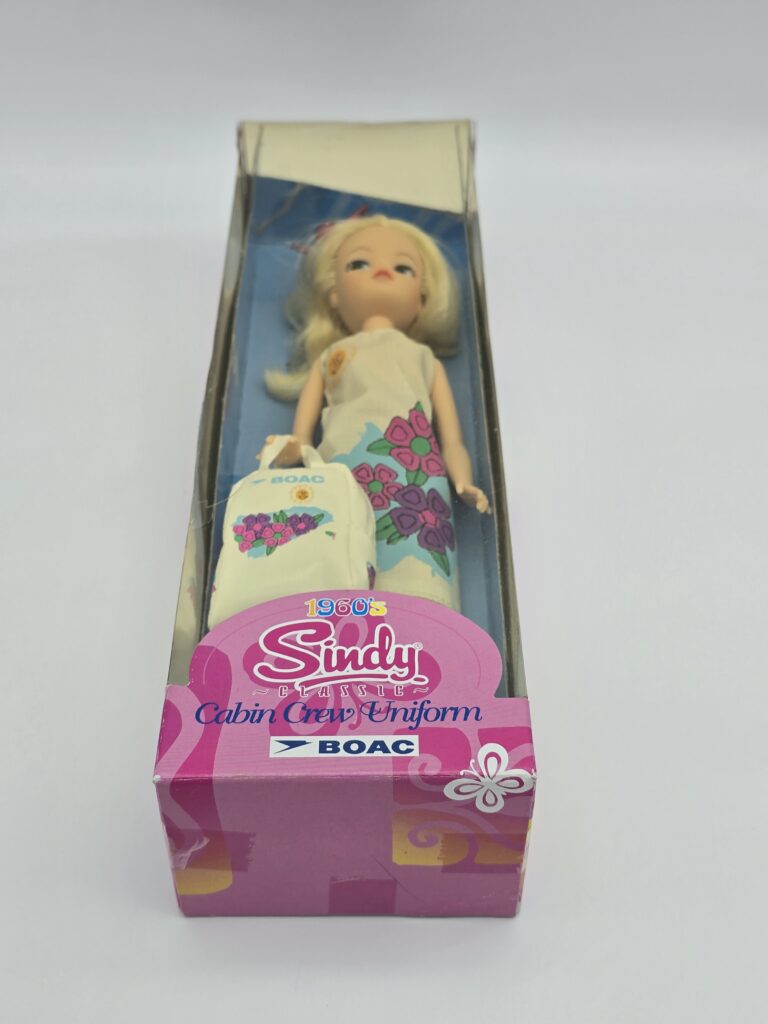 BOAC
1960's
Sindy®
~CLASSIC~
Cabin Crew Uniform
BOAC